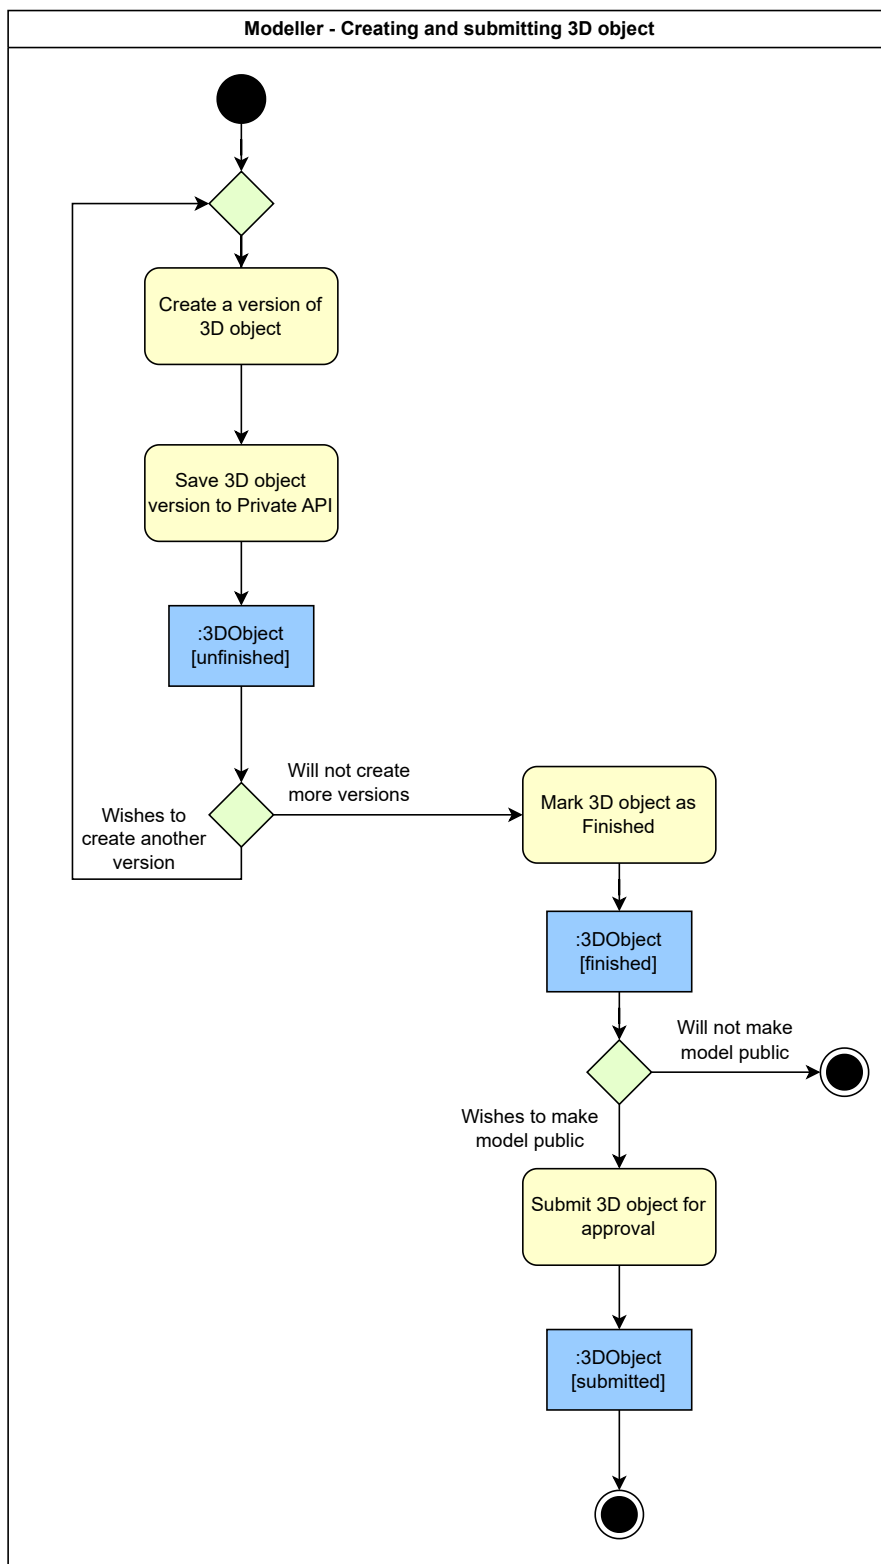 Modeller - Creating and submitting 3D object
Create a version of
3D object
Save 3D object
version to Private API
:3DObject
[unfinished]
Will not create
more versions
Wishes to
create another
version
Mark 3D object as
Finished
:3DObject
[finished]
Will not make
model public
Wishes to make
model public
Submit 3D object for
approval
:3DObject
[submitted]